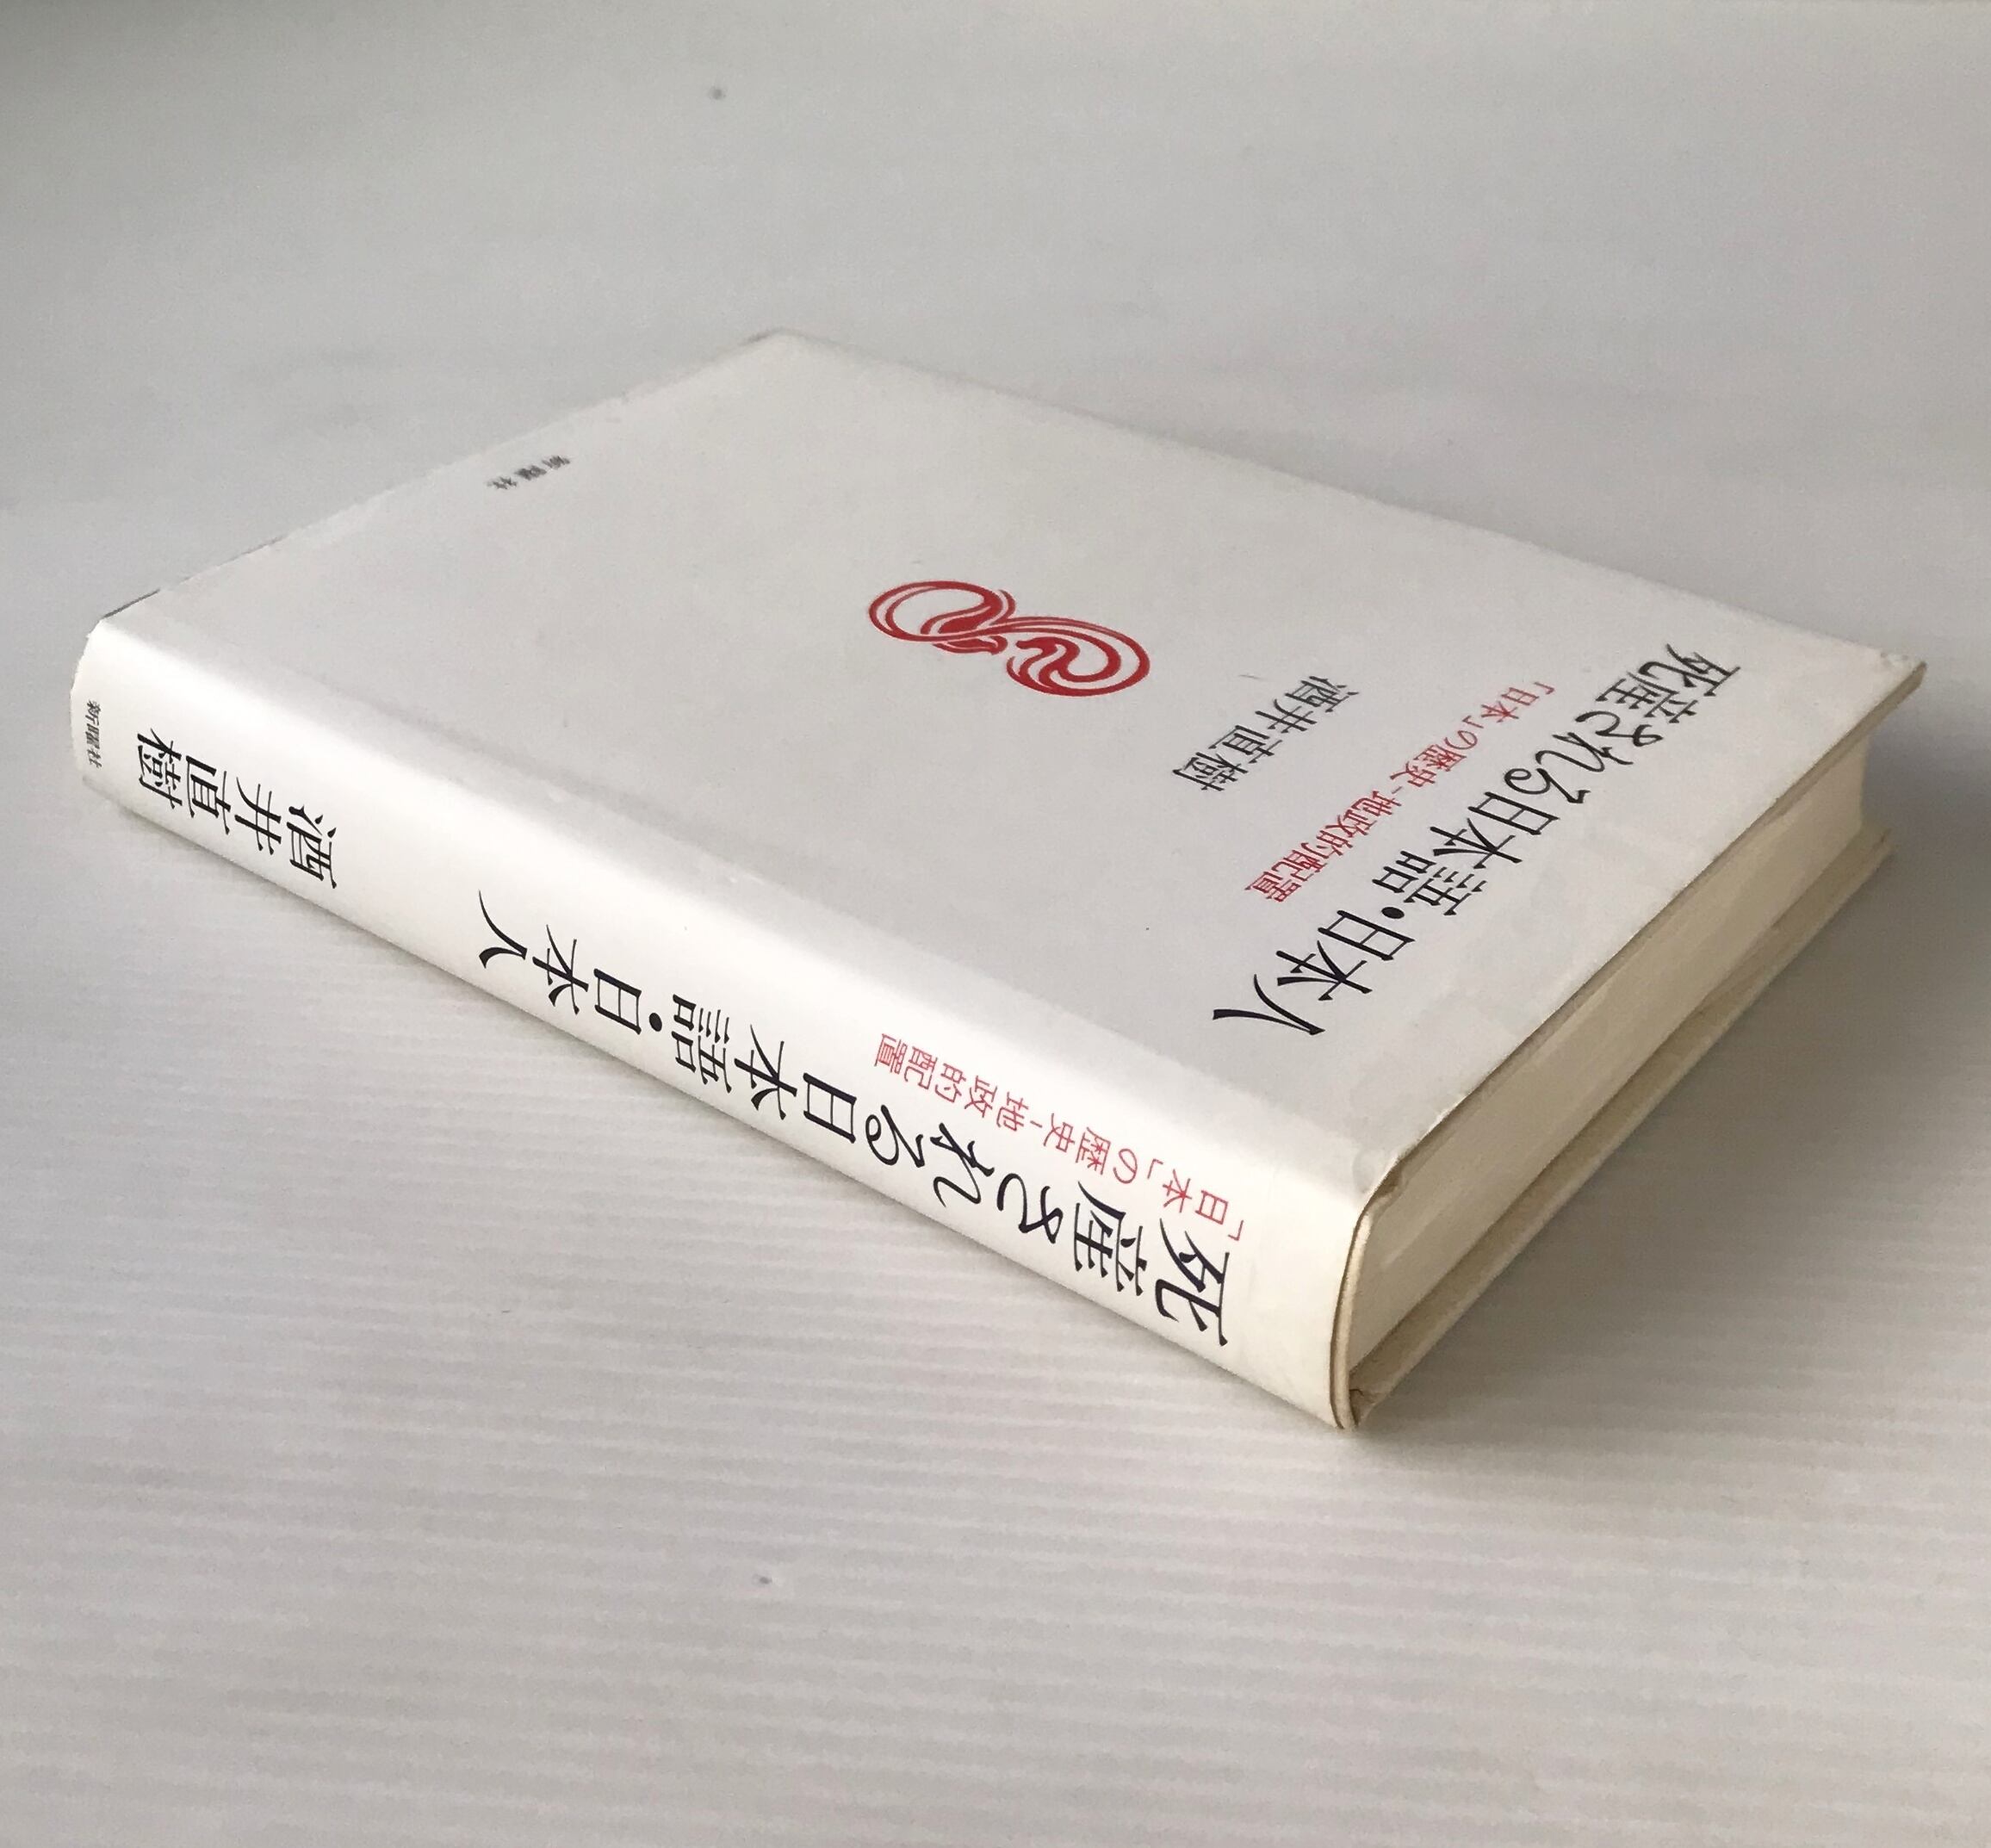 死産される日本語・日本人
「日本」の歴史-地政的配置
酒井直樹
新曜社
死産される日本語・日本人
「日本」の歴史-地政的配置
酒井直樹
新曜社